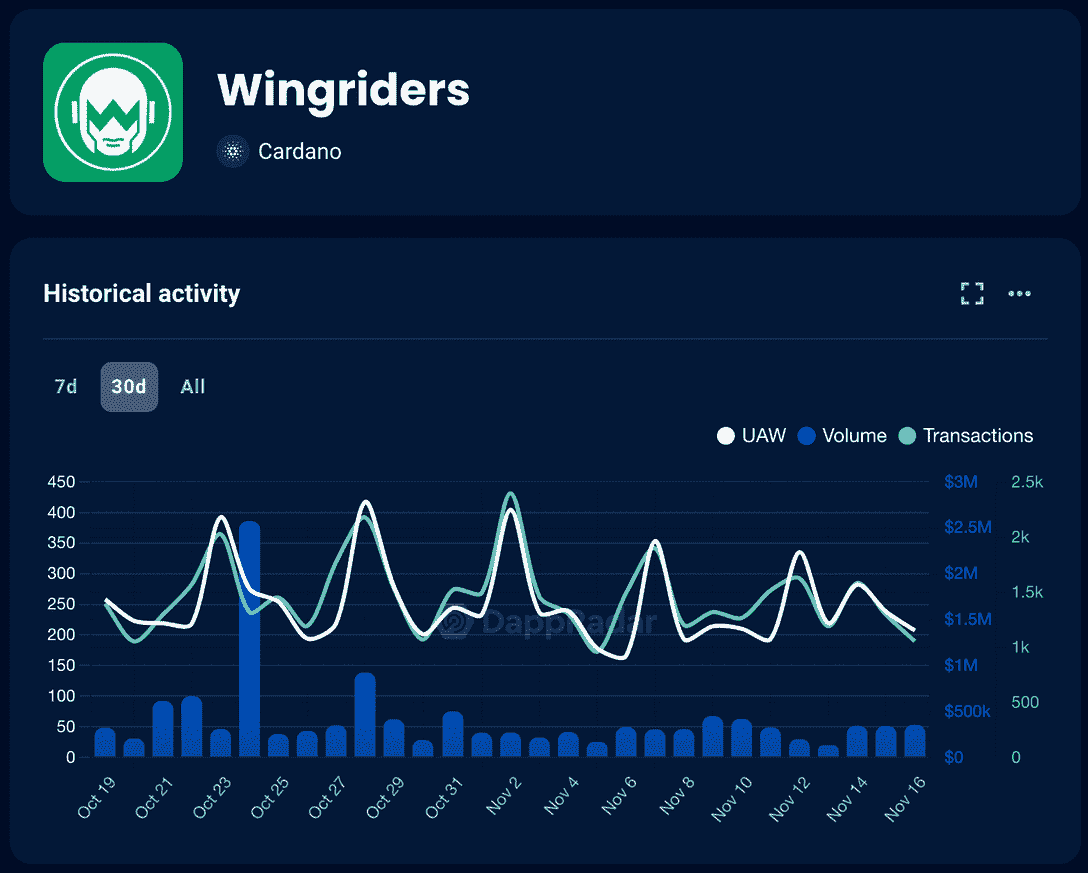 Wingriders
Cardano
Historical activity
7d 30d All
UAW Volume Transactions
450 $3M 2.5k
400 $2.5M 2k
350 $2M 1.5k
300 $1.5M 1k
250 $1M 500
200 $500k 0
150 $0
100
50
0
DappRadar
Oct 19 Oct 21 Oct 23 Oct 25 Oct 27 Oct 29 Oct 31 Nov 2 Nov 4 Nov 6 Nov 8 Nov 10 Nov 12 Nov 14 Nov 16